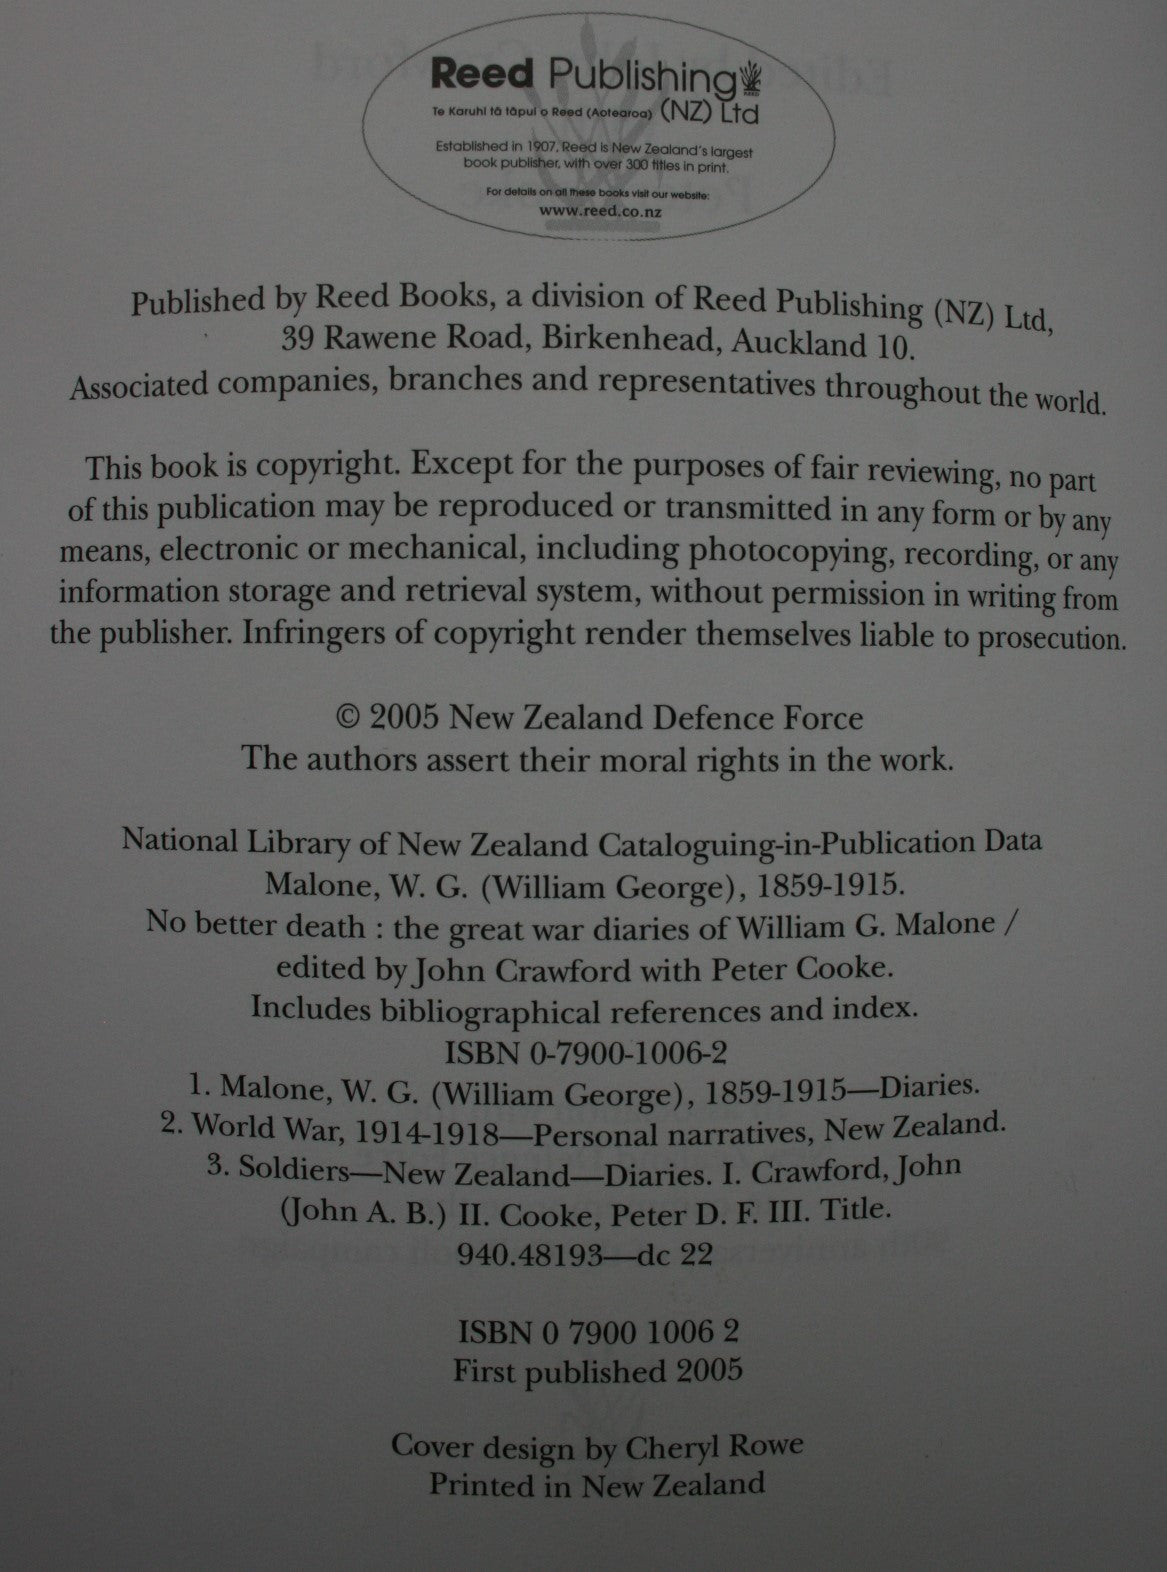 Reed Publishing
Te Karuhi tā tāpui o Reed (Aotearoa) (NZ) Ltd
Established in 1907, Reed is New Zealand's largest
book publisher, with over 300 titles in print.
For details on all these books visit our website:
www.reed.co.nz
Published by Reed Books, a division of Reed Publishing (NZ) Ltd,
39 Rawene Road, Birkenhead, Auckland 10.
Associated companies, branches and representatives throughout the world.
This book is copyright. Except for the purposes of fair reviewing, no part
of this publication may be reproduced or transmitted in any form or by any
means, electronic or mechanical, including photocopying, recording, or any
information storage and retrieval system, without permission in writing from
the publisher. Infringers of copyright render themselves liable to prosecution.
© 2005 New Zealand Defence Force
The authors assert their moral rights in the work.
National Library of New Zealand Cataloguing-in-Publication Data
Malone, W. G. (William George), 1859-1915.
No better death : the great war diaries of William G. Malone /
edited by John Crawford with Peter Cooke.
Includes bibliographical references and index.
ISBN 0-7900-1006-2
1. Malone, W. G. (William George), 1859-1915—Diaries.
2. World War, 1914-1918—Personal narratives, New Zealand.
3. Soldiers—New Zealand—Diaries. I. Crawford, John
(John A. B.) II. Cooke, Peter D. F. III. Title.
940.48193—dc 22
ISBN 0 7900 1006 2
First published 2005
Cover design by Cheryl Rowe
Printed in New Zealand